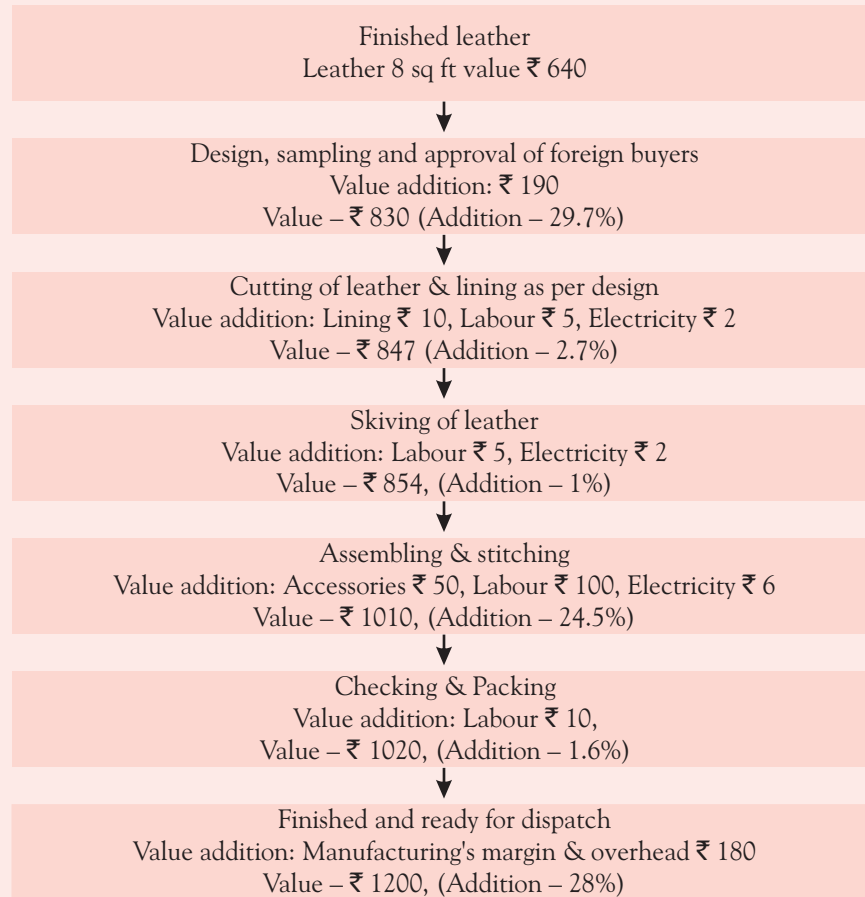 Finished leather
Leather 8 sq ft value ₹ 640
Design, sampling and approval of foreign buyers
Value addition: ₹ 190
Value – ₹ 830 (Addition – 29.7%)
Cutting of leather & lining as per design
Value addition: Lining ₹ 10, Labour ₹ 5, Electricity ₹ 2
Value – ₹ 847 (Addition – 2.7%)
Skiving of leather
Value addition: Labour ₹ 5, Electricity ₹ 2
Value – ₹ 854, (Addition – 1%)
Assembling & stitching
Value addition: Accessories ₹ 50, Labour ₹ 100, Electricity ₹ 6
Value – ₹ 1010, (Addition – 24.5%)
Checking & Packing
Value addition: Labour ₹ 10,
Value – ₹ 1020, (Addition – 1.6%)
Finished and ready for dispatch
Value addition: Manufacturing's margin & overhead ₹ 180
Value – ₹ 1200, (Addition – 28%)